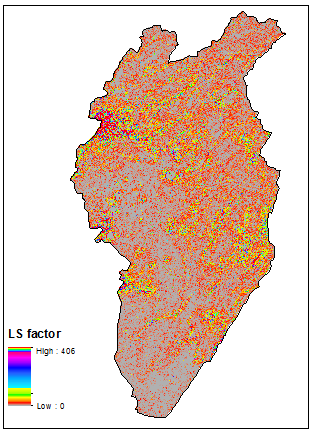 LS factor
High : 406
Low : 0